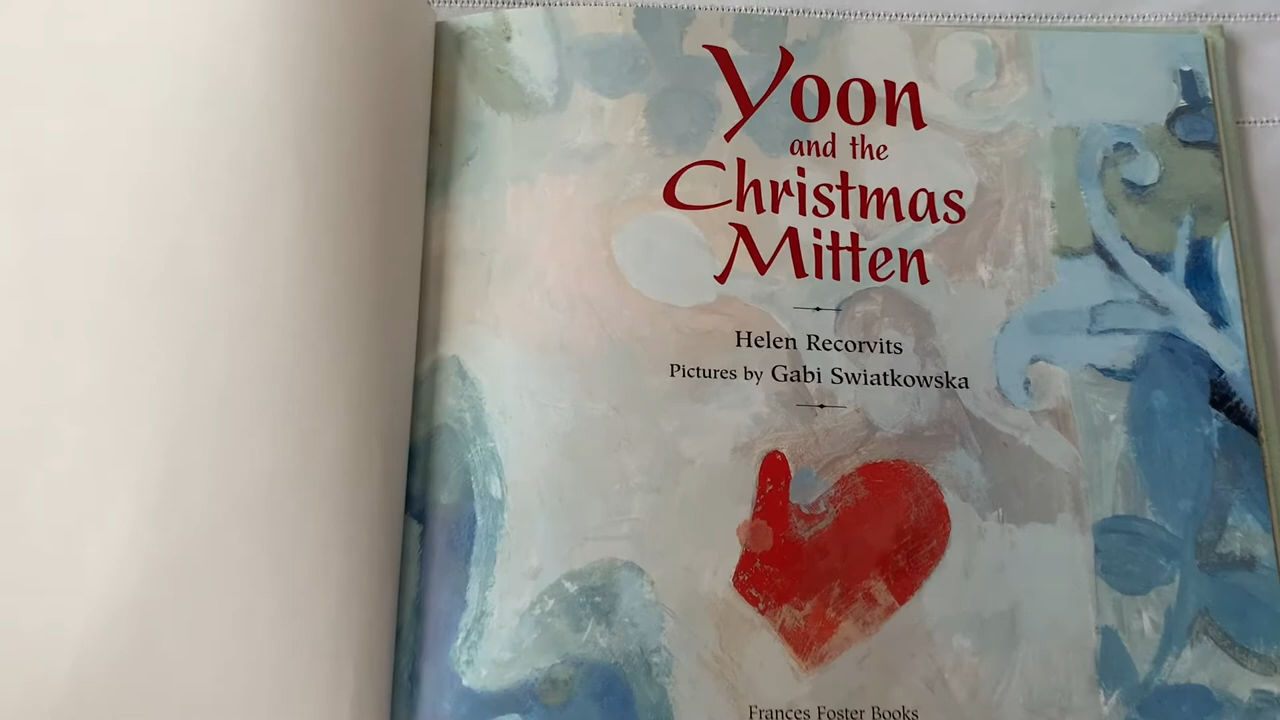 Yoon
and the
Christmas
Mitten
Helen Recorvits
Pictures by Gabi Swiatkowska
Frances Foster Books